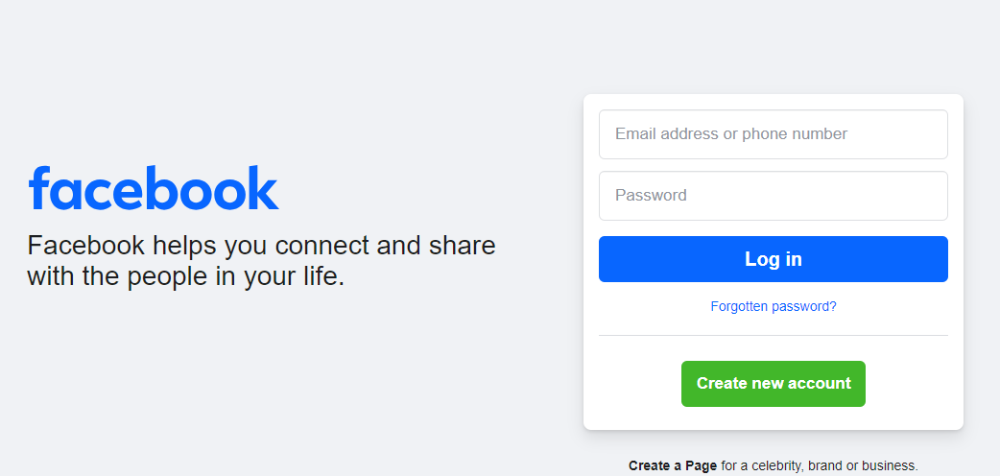 facebook
Facebook helps you connect and share
with the people in your life.
Email address or phone number
Password
Log in
Forgotten password?
Create new account
Create a Page for a celebrity, brand or business.